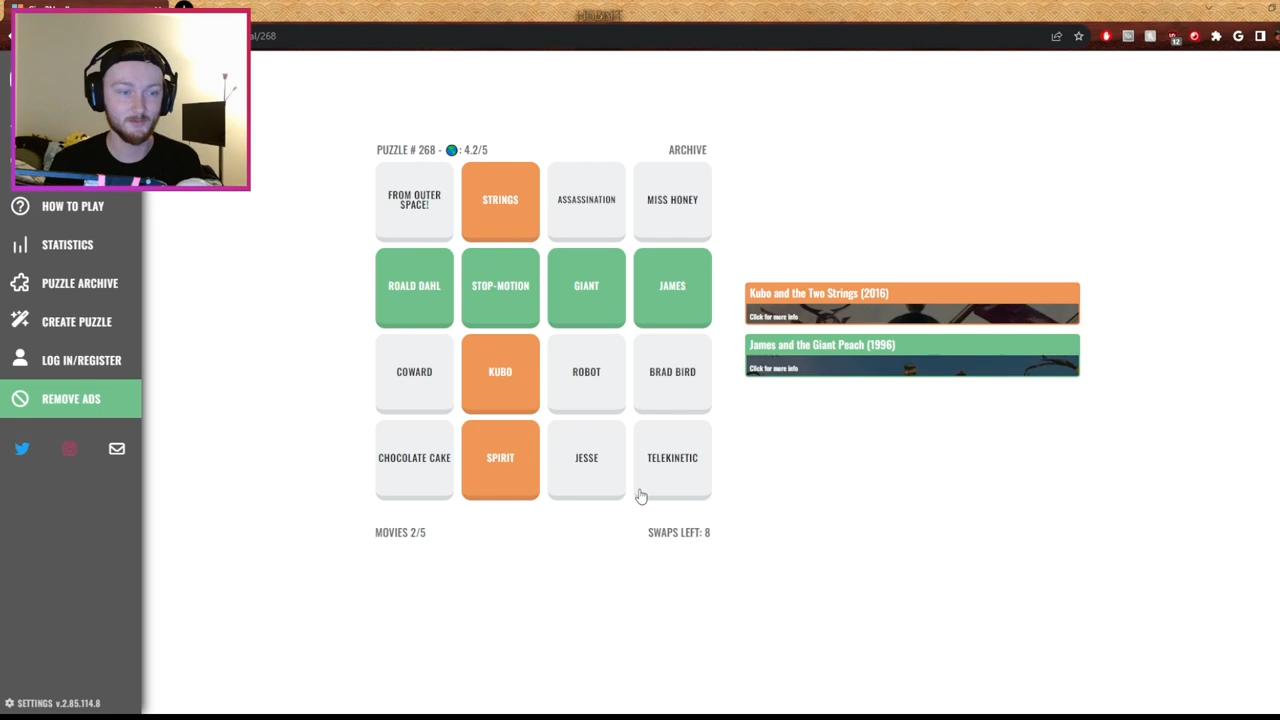 al/268
12
PUZZLE # 268 - 🌎: 4.2/5
ARCHIVE
FROM OUTER
SPACE!
STRINGS
ASSASSINATION
MISS HONEY
HOW TO PLAY
STATISTICS
PUZZLE ARCHIVE
CREATE PUZZLE
LOG IN/REGISTER
REMOVE ADS
ROALD DAHL
STOP-MOTION
GIANT
JAMES
COWARD
KUBO
ROBOT
BRAD BIRD
CHOCOLATE CAKE
SPIRIT
JESSE
TELEKINETIC
MOVIES 2/5
SWAPS LEFT: 8
Kubo and the Two Strings (2016)
Click for more info
James and the Giant Peach (1996)
Click for more info
SETTINGS v.2.85.114.8